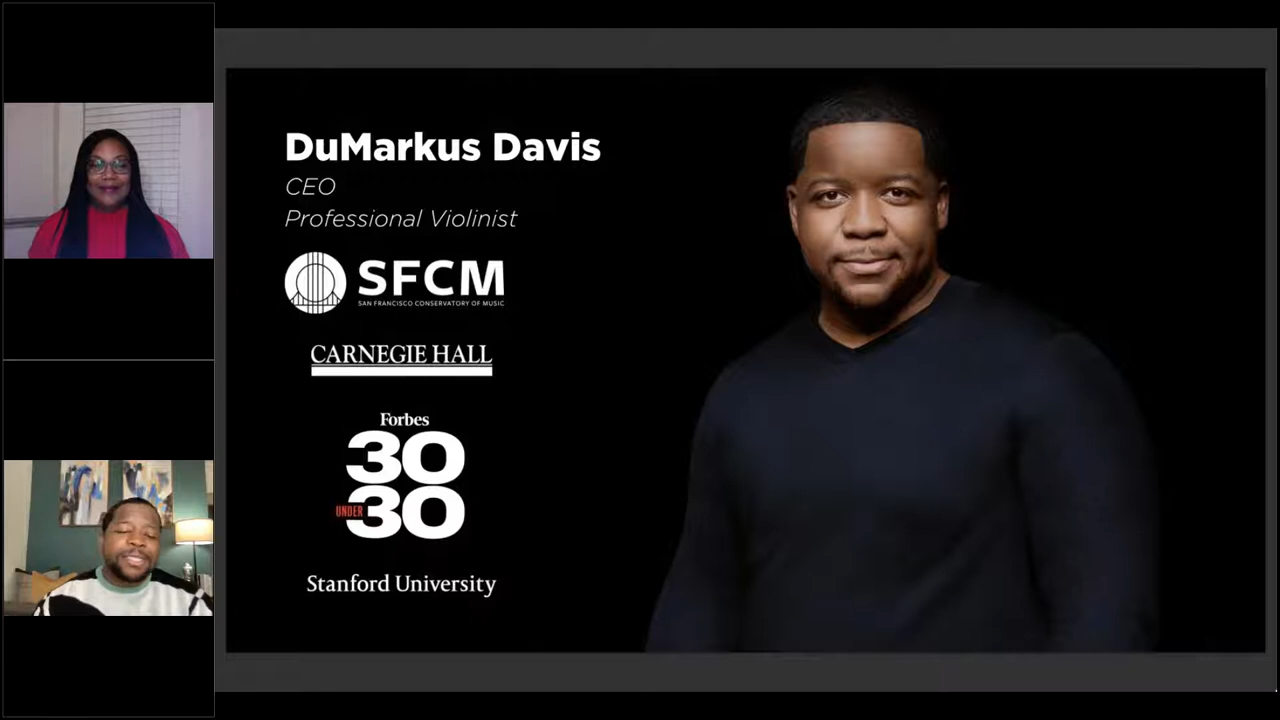 DuMarkus Davis
CEO
Professional Violinist
SFCM
SAN FRANCISCO CONSERVATORY OF MUSIC
CARNEGIE HALL
Forbes
30
UNDER
30
Stanford University